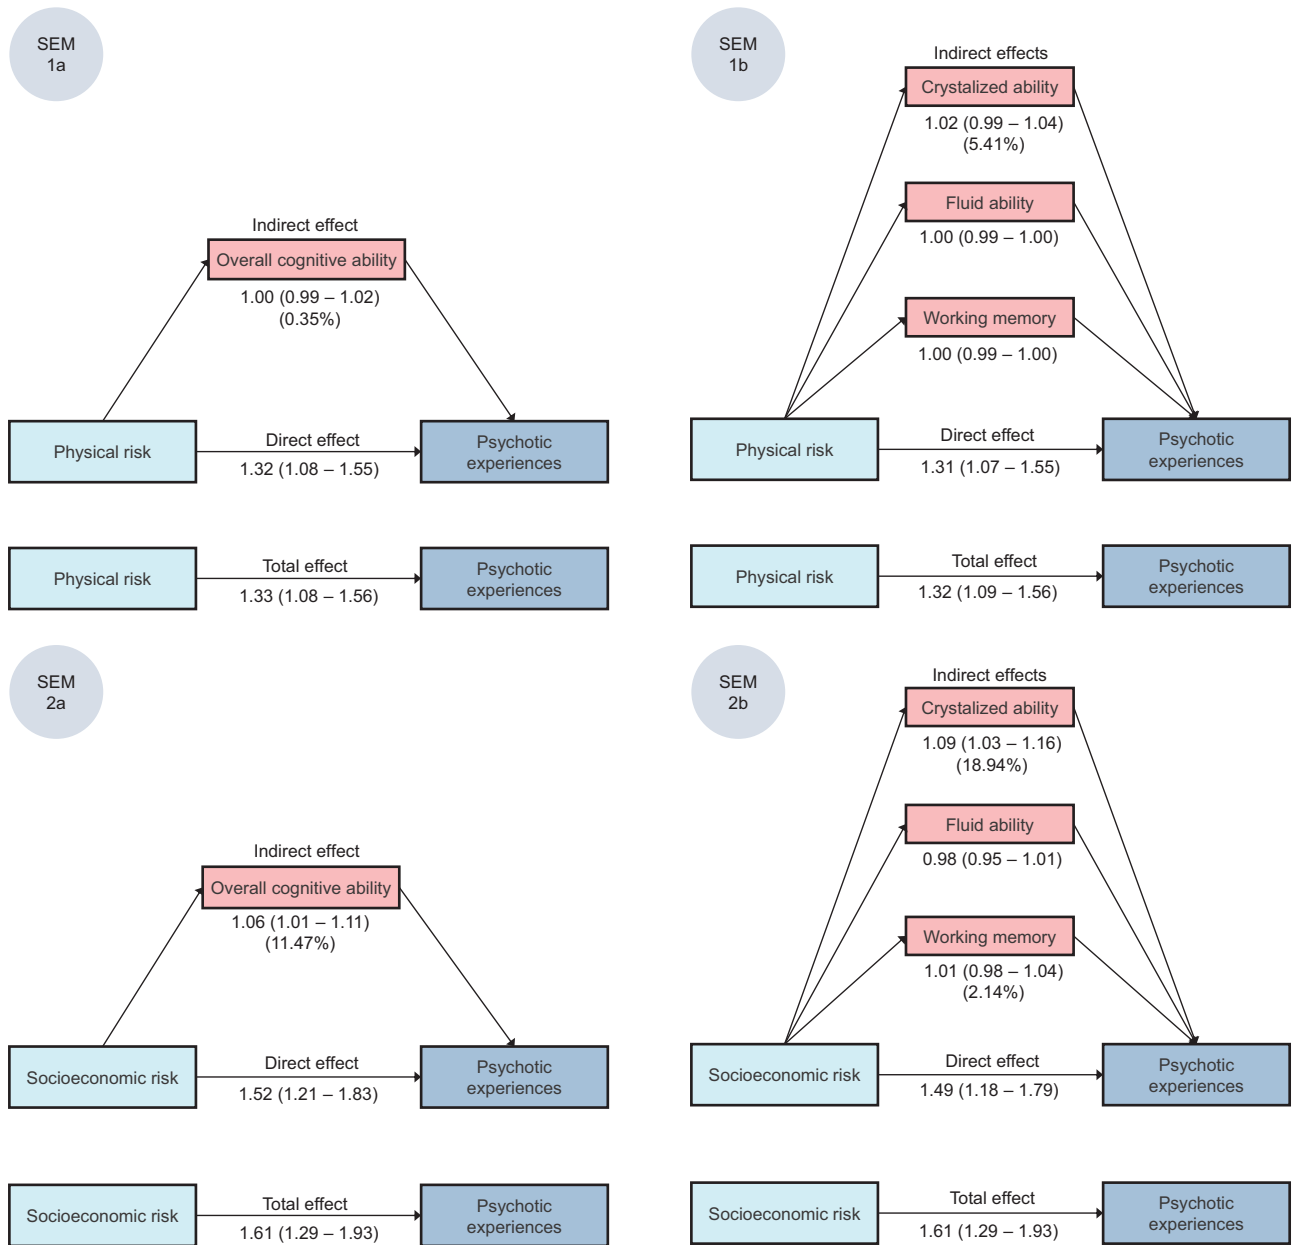 SEM
1a
Indirect effect
Overall cognitive ability
1.00 (0.99 – 1.02)
(0.35%)
Physical risk
Direct effect
1.32 (1.08 – 1.55)
Psychotic
experiences
Physical risk
Total effect
1.33 (1.08 – 1.56)
Psychotic
experiences
SEM
1b
Indirect effects
Crystalized ability
1.02 (0.99 – 1.04)
(5.41%)
Fluid ability
1.00 (0.99 – 1.00)
Working memory
1.00 (0.99 – 1.00)
Physical risk
Direct effect
1.31 (1.07 – 1.55)
Psychotic
experiences
Physical risk
Total effect
1.32 (1.09 – 1.56)
Psychotic
experiences
SEM
2a
Indirect effect
Overall cognitive ability
1.06 (1.01 – 1.11)
(11.47%)
Socioeconomic risk
Direct effect
1.52 (1.21 – 1.83)
Psychotic
experiences
Socioeconomic risk
Total effect
1.61 (1.29 – 1.93)
Psychotic
experiences
SEM
2b
Indirect effects
Crystalized ability
1.09 (1.03 – 1.16)
(18.94%)
Fluid ability
0.98 (0.95 – 1.01)
Working memory
1.01 (0.98 – 1.04)
(2.14%)
Socioeconomic risk
Direct effect
1.49 (1.18 – 1.79)
Psychotic
experiences
Socioeconomic risk
Total effect
1.61 (1.29 – 1.93)
Psychotic
experiences